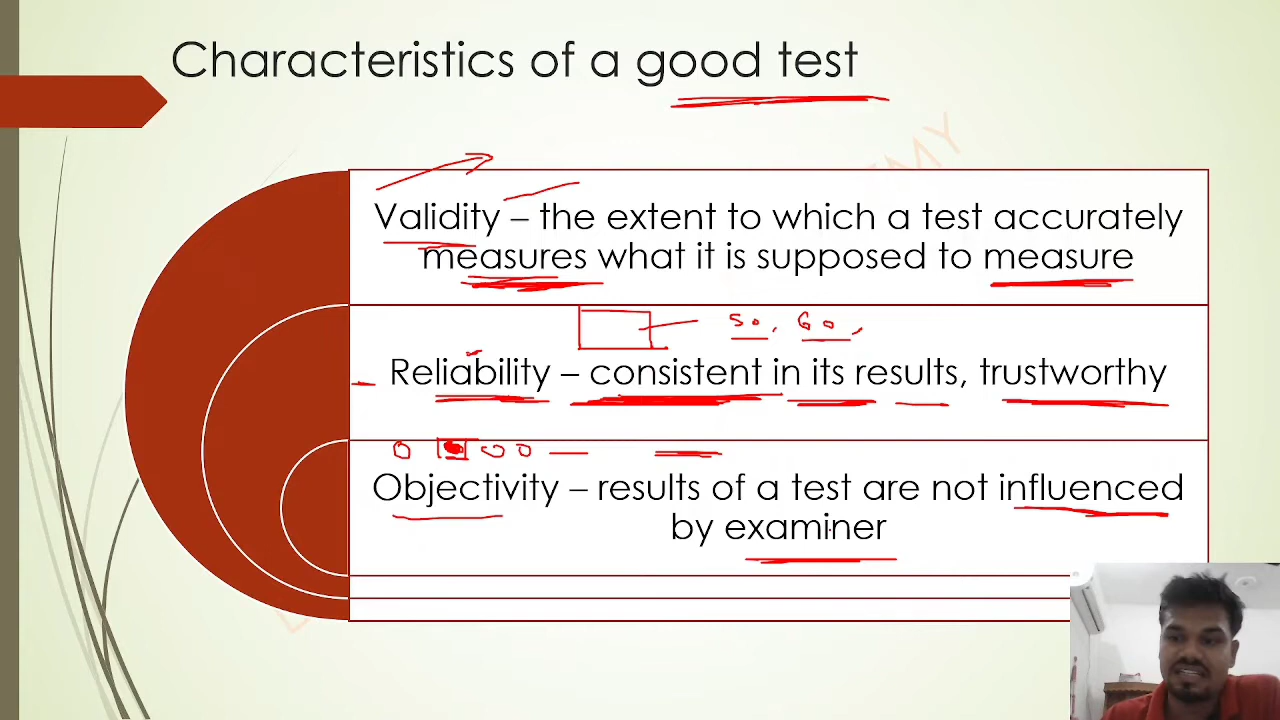 Characteristics of a good test
Validity – the extent to which a test accurately
measures what it is supposed to measure
50, 60,
Reliability – consistent in its results, trustworthy
Objectivity – results of a test are not influenced
by examiner